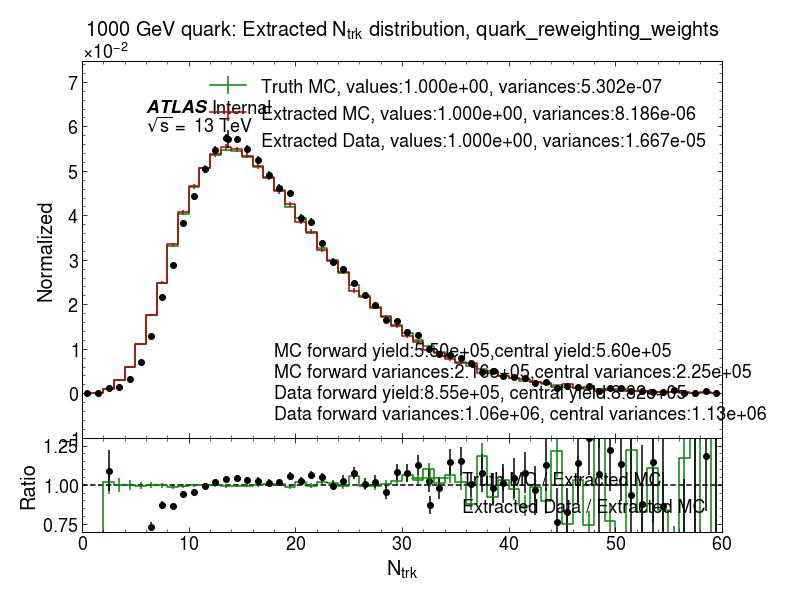 1000 GeV quark: Extracted Ntrk distribution, quark_reweighting_weights
×10−2
Truth MC, values:1.000e+00, variances:5.302e-07
ATLAS Internal
Extracted MC, values:1.000e+00, variances:8.186e-06
√s = 13 TeV
Extracted Data, values:1.000e+00, variances:1.667e-05
Normalized
7
6
5
4
3
2
1
0
MC forward yield:5.50e+05,central yield:5.60e+05
MC forward variances:2.16e+05,central variances:2.25e+05
Data forward yield:8.55e+05, central yield:8.82e+05
Data forward variances:1.06e+06, central variances:1.13e+06
Ratio
1.25
1.00
0.75
Truth MC / Extracted MC
Extracted Data / Extracted MC
0 10 20 30 40 50 60
Ntrk